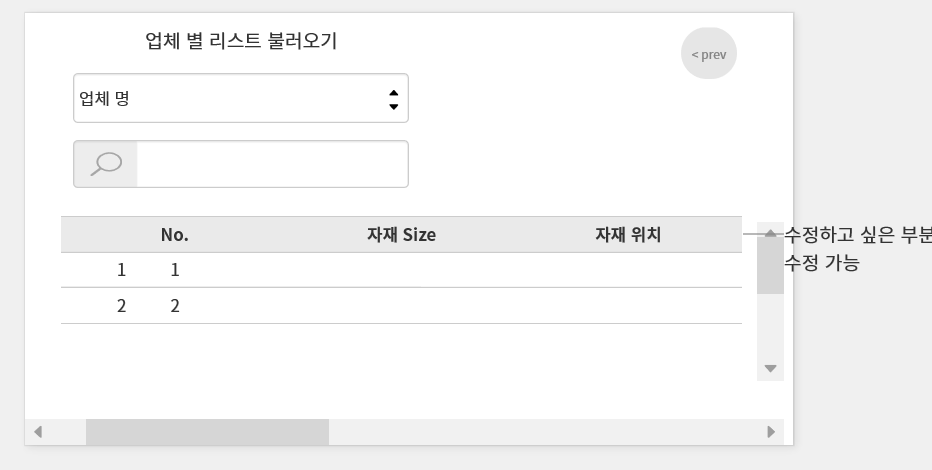 업체 별 리스트 불러오기
< prev
업체 명
No. 자재 Size 자재 위치
수정하고 싶은 부분
수정 가능
1 1
2 2